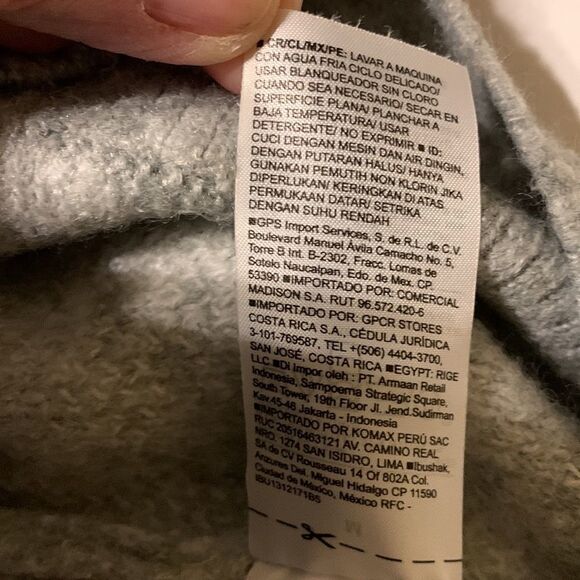 ■CR/CL/MX/PE: LAVAR A MAQUINA
CON AGUA FRIA CICLO DELICADO/
USAR BLANQUEADOR SIN CLORO
CUANDO SEA NECESARIO/ SECAR EN
SUPERFICIE PLANA/ PLANCHAR A
BAJA TEMPERATURA/ USAR
DETERGENTE/ NO EXPRIMIR ■ ID:
CUCI DENGAN MESIN DAN AIR DINGIN,
DENGAN PUTARAN HALUS/ HANYA
GUNAKAN PEMUTIH NON KLORIN JIKA
DIPERLUKAN/ KERINGKAN DI ATAS
PERMUKAAN DATAR/ SETRIKA
DENGAN SUHU RENDAH
■GPS Import Services, S. de R.L. de C.V.
Boulevard Manuel Ávila Camacho No. 5,
Torre B Int. B-2302, Fracc. Lomas de
Sotelo Naucalpan, Edo. de Mex. CP.
53390 ■IMPORTADO POR: COMERCIAL
MADISON S.A. RUT 96.572.420-6
■IMPORTADO POR: GPCR STORES
COSTA RICA S.A., CÉDULA JURÍDICA
3-101-769587, TEL +(506) 4404-3700,
SAN JOSÉ, COSTA RICA ■EGYPT: RIGE
LLC ■DI Impor oleh : PT. Armaan Retail
Indonesia, Sampoerna Strategic Square,
South Tower, 19th Floor Jl. Jend.Sudirman
Kav.45-46 Jakarta - Indonesia
■IMPORTADO POR KOMAX PERÚ SAC
RUC 20516463121 AV. CAMINO REAL
NRO. 1274 SAN ISIDRO, LIMA ■Ibushak,
SA de CV Rousseau 14 Of 802A Col.
Anzures Del. Miguel Hidalgo CP 11590
Ciudad de México, México RFC -
IBU1312171B5
M